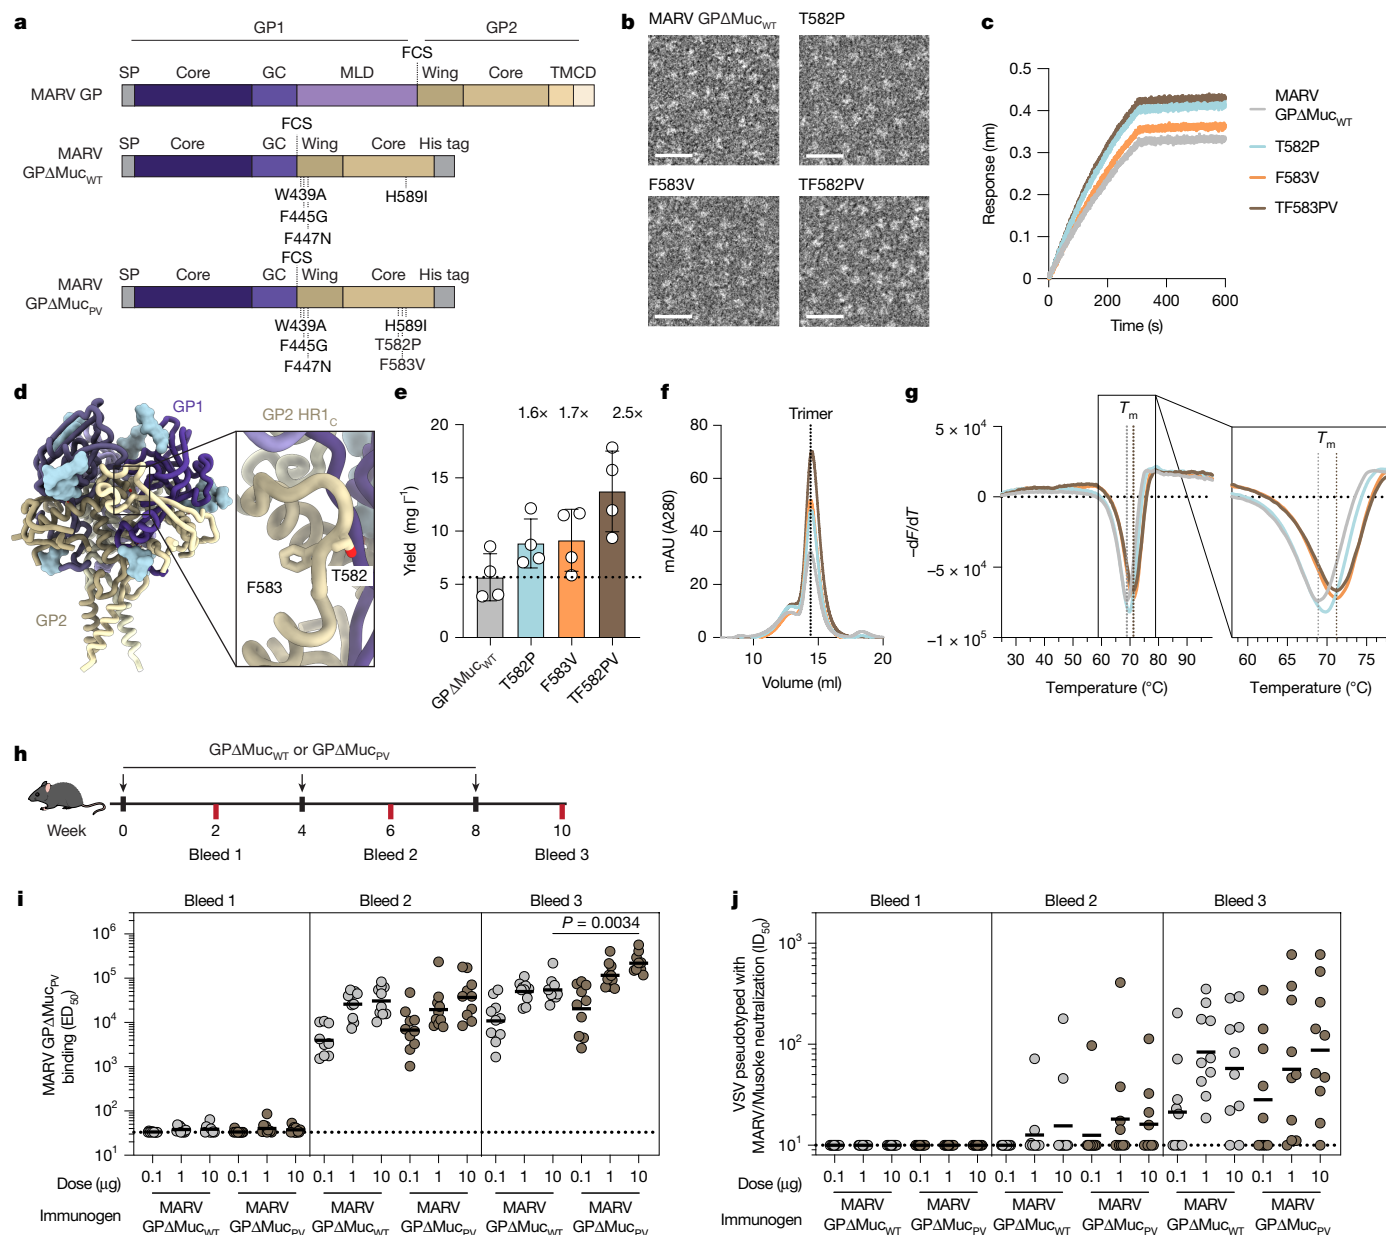 a
GP1
GP2
FCS
SP Core GC MLD Wing Core TM CD
MARV GP
FCS
SP Core GC Wing Core His tag
MARV
GPΔMucWT
W439A H589I
F445G
F447N
FCS
SP Core GC Wing Core His tag
MARV
GPΔMucPV
W439A H589I
F445G T582P
F447N F583V
b
MARV GPΔMucWT T582P
F583V TF582PV
c
0.5
0.4
0.3
0.2
0.1
0
Response (nm)
0 200 400 600
Time (s)
MARV
GPΔMucWT
T582P
F583V
TF583PV
d
GP1
GP2
GP2 HR1C
F583
T582
e
1.6× 1.7× 2.5×
20
15
10
5
0
Yield (mg l−1)
GPΔMucWT
T582P
F583V
TF582PV
f
Trimer
80
60
40
20
0
mAU (A280)
10 15 20
Volume (ml)
g
Tm
5 × 10⁴
0
−5 × 10⁴
−1 × 10⁵
−dF/dT
25 40 55 70 90
Temperature (°C)
Tm
60 65 70 75
Temperature (°C)
h
GPΔMucWT or GPΔMucPV
Week 0 2 4 6 8 10
Bleed 1 Bleed 2 Bleed 3
i
Bleed 1 Bleed 2 Bleed 3
P = 0.0034
10⁶
10⁵
10⁴
10³
10²
10¹
MARV GPΔMucPV
binding (ED50)
Dose (µg) 0.1 1 10 0.1 1 10 0.1 1 10 0.1 1 10 0.1 1 10 0.1 1 10
Immunogen
MARV MARV MARV MARV MARV MARV
GPΔMucWT GPΔMucPV GPΔMucWT GPΔMucPV GPΔMucWT GPΔMucPV
j
Bleed 1 Bleed 2 Bleed 3
10³
10²
10¹
VSV pseudotyped with
MARV/Musoke neutralization (ID50)
Dose (µg) 0.1 1 10 0.1 1 10 0.1 1 10 0.1 1 10 0.1 1 10 0.1 1 10
Immunogen
MARV MARV MARV MARV MARV MARV
GPΔMucWT GPΔMucPV GPΔMucWT GPΔMucPV GPΔMucWT GPΔMucPV